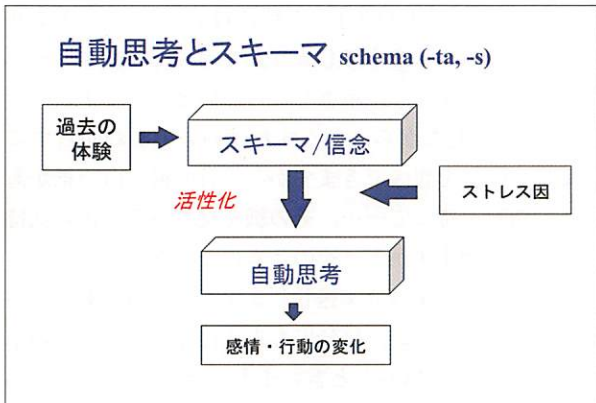 自動思考とスキーマ schema (-ta, -s)
過去の
体験
スキーマ/信念
活性化
ストレス因
自動思考
感情・行動の変化